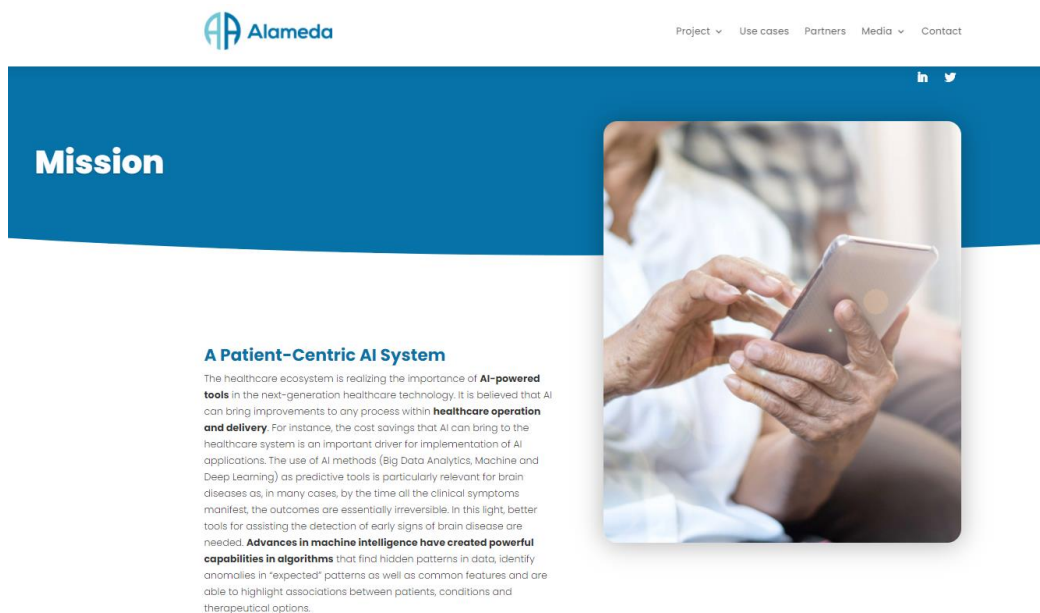 Alameda
Project Use cases Partners Media Contact
in
Mission
A Patient-Centric AI System
The healthcare ecosystem is realizing the importance of AI-powered
tools in the next-generation healthcare technology. It is believed that AI
can bring improvements to any process within healthcare operation
and delivery. For instance, the cost savings that AI can bring to the
healthcare system is an important driver for implementation of AI
applications. The use of AI methods (Big Data Analytics, Machine and
Deep Learning) as predictive tools is particularly relevant for brain
diseases as, in many cases, by the time all the clinical symptoms
manifest, the outcomes are essentially irreversible. In this light, better
tools for assisting the detection of early signs of brain disease are
needed. Advances in machine intelligence have created powerful
capabilities in algorithms that find hidden patterns in data, identify
anomalies in “expected” patterns as well as common features and are
able to highlight associations between patients, conditions and
therapeutical options.